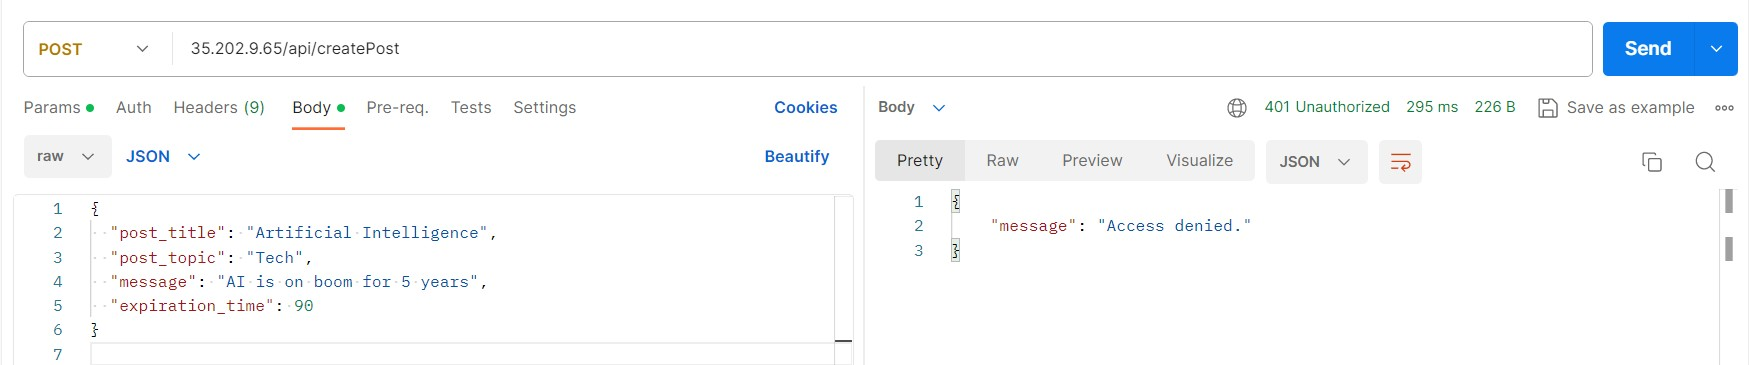 POST 35.202.9.65/api/createPost Send
Params Auth Headers (9) Body Pre-req. Tests Settings Cookies
raw JSON Beautify
1 {
2 "post_title": "Artificial Intelligence",
3 "post_topic": "Tech",
4 "message": "AI is on boom for 5 years",
5 "expiration_time": 90
6 }
7
Body 401 Unauthorized 295 ms 226 B Save as example
Pretty Raw Preview Visualize JSON
1 {
2 "message": "Access denied."
3 }